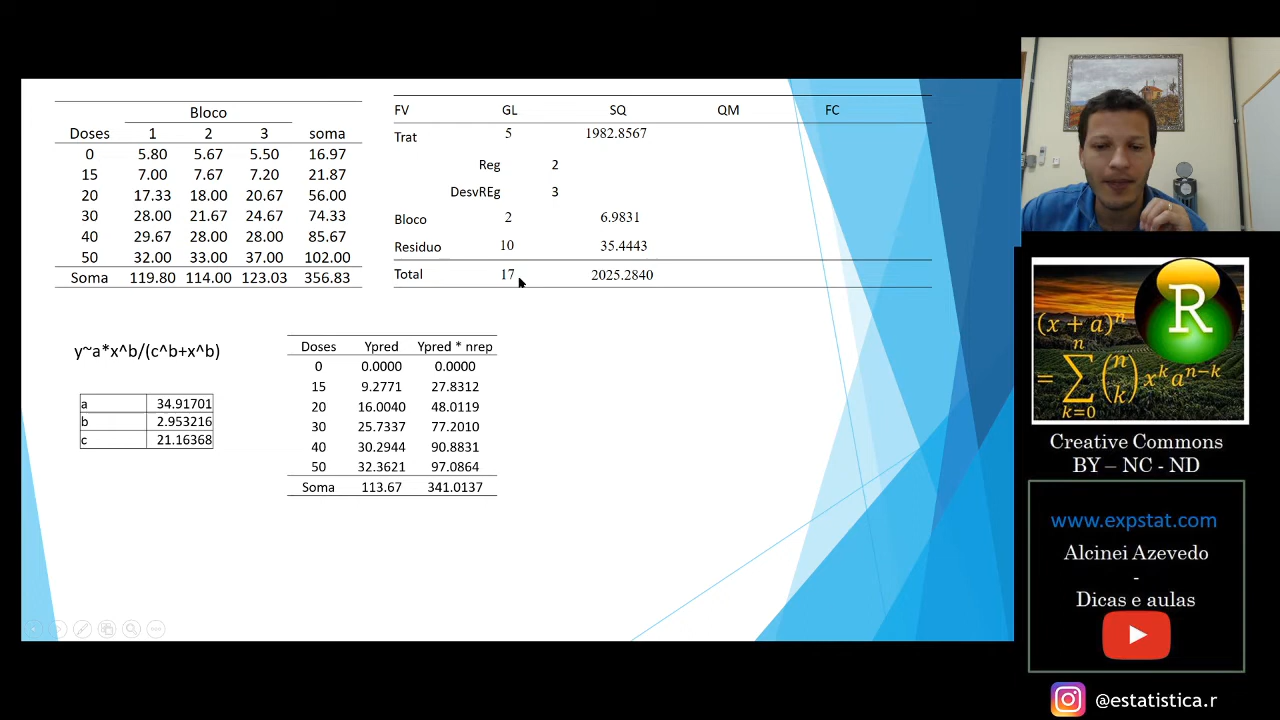 Bloco
Doses 1 2 3 soma
0 5.80 5.67 5.50 16.97
15 7.00 7.67 7.20 21.87
20 17.33 18.00 20.67 56.00
30 28.00 21.67 24.67 74.33
40 29.67 28.00 28.00 85.67
50 32.00 33.00 37.00 102.00
Soma 119.80 114.00 123.03 356.83
FV GL SQ QM FC
Trat 5 1982.8567
Reg 2
DesvREg 3
Bloco 2 6.9831
Residuo 10 35.4443
Total 17 2025.2840
y~a*x^b/(c^b+x^b)
a 34.91701
b 2.953216
c 21.16368
Doses Ypred Ypred * nrep
0 0.0000 0.0000
15 9.2771 27.8312
20 16.0040 48.0119
30 25.7337 77.2010
40 30.2944 90.8831
50 32.3621 97.0864
Soma 113.67 341.0137
R
(x + a)^n
= ∑_{k=0}^{n} (n k) x^k a^{n−k}
Creative Commons
BY – NC - ND
www.expstat.com
Alcinei Azevedo
-
Dicas e aulas
@estatistica.r